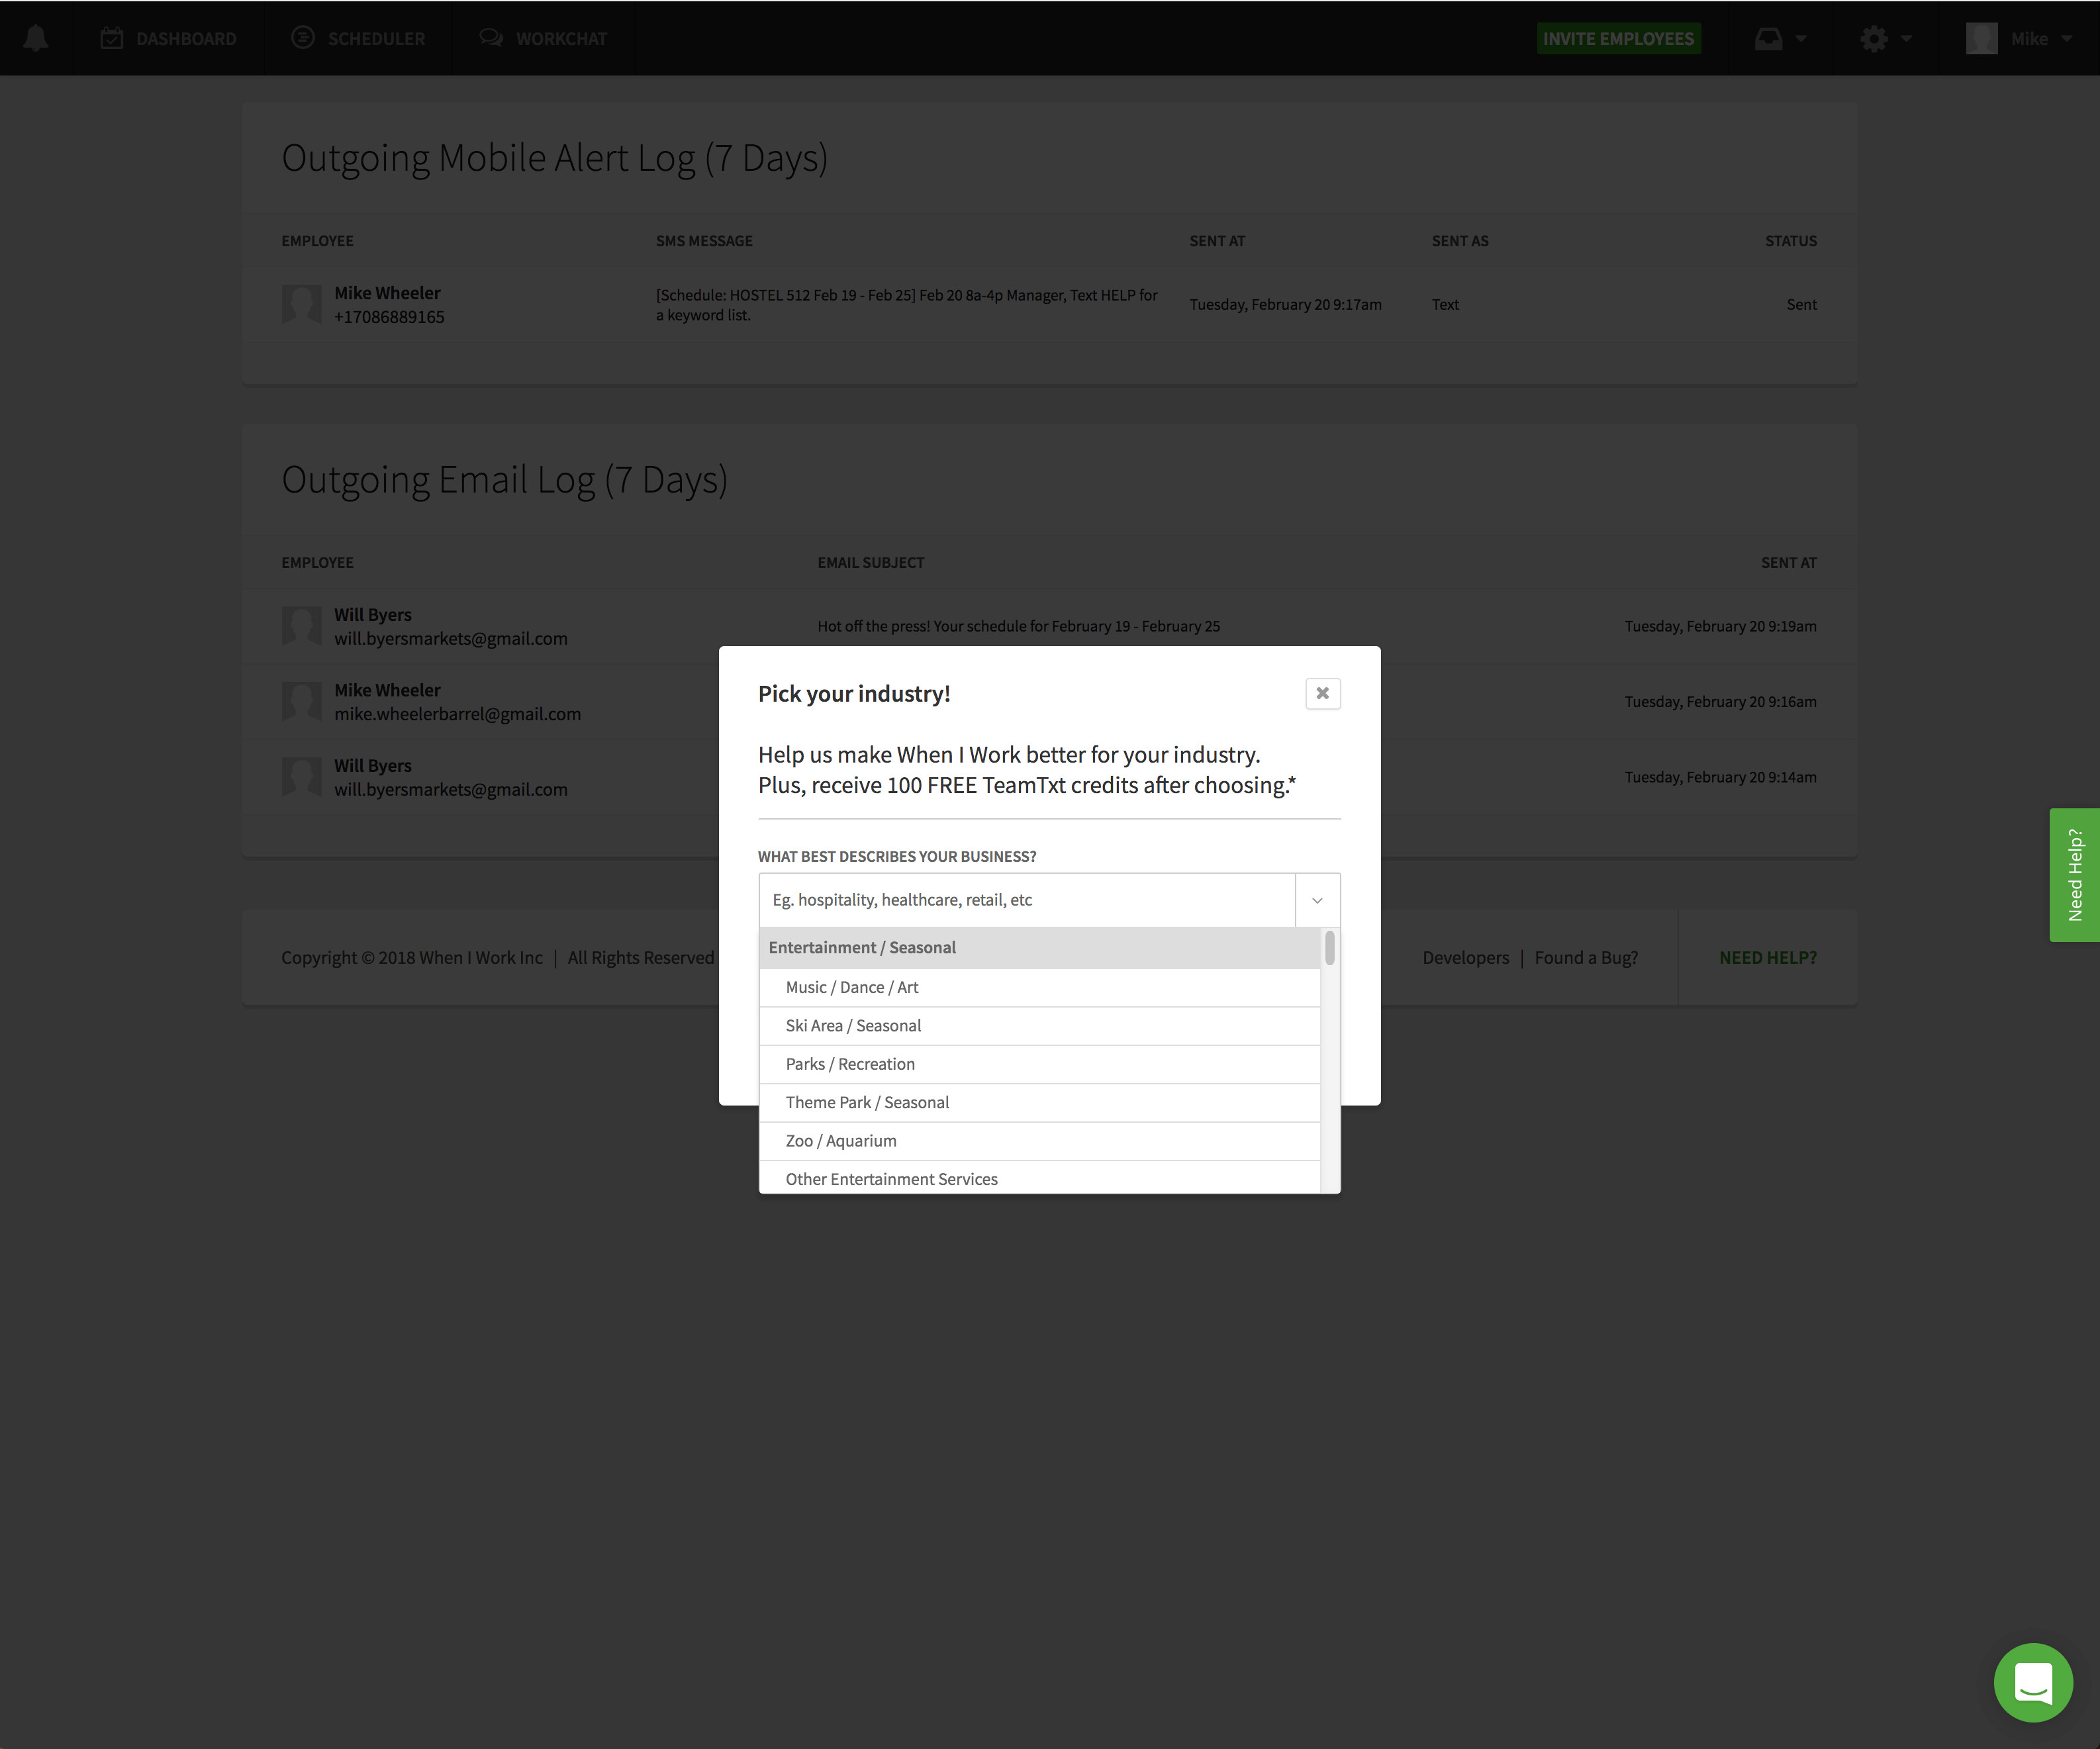 DASHBOARD SCHEDULER WORKCHAT INVITE EMPLOYEES Mike
Outgoing Mobile Alert Log (7 Days)
EMPLOYEE SMS MESSAGE SENT AT SENT AS STATUS
Mike Wheeler
+17086889165
[Schedule: HOSTEL 512 Feb 19 - Feb 25] Feb 20 8a-4p Manager, Text HELP for
a keyword list.
Tuesday, February 20 9:17am
Text
Sent
Outgoing Email Log (7 Days)
EMPLOYEE EMAIL SUBJECT SENT AT
Will Byers
will.byersmarkets@gmail.com
Hot off the press! Your schedule for February 19 - February 25
Tuesday, February 20 9:19am
Mike Wheeler
mike.wheelerbarrel@gmail.com
Tuesday, February 20 9:16am
Will Byers
will.byersmarkets@gmail.com
Tuesday, February 20 9:14am
Pick your industry!
Help us make When I Work better for your industry.
Plus, receive 100 FREE TeamTxt credits after choosing.*
WHAT BEST DESCRIBES YOUR BUSINESS?
Eg. hospitality, healthcare, retail, etc
Entertainment / Seasonal
Music / Dance / Art
Ski Area / Seasonal
Parks / Recreation
Theme Park / Seasonal
Zoo / Aquarium
Other Entertainment Services
Copyright © 2018 When I Work Inc | All Rights Reserved
Developers | Found a Bug?
NEED HELP?
Need Help?